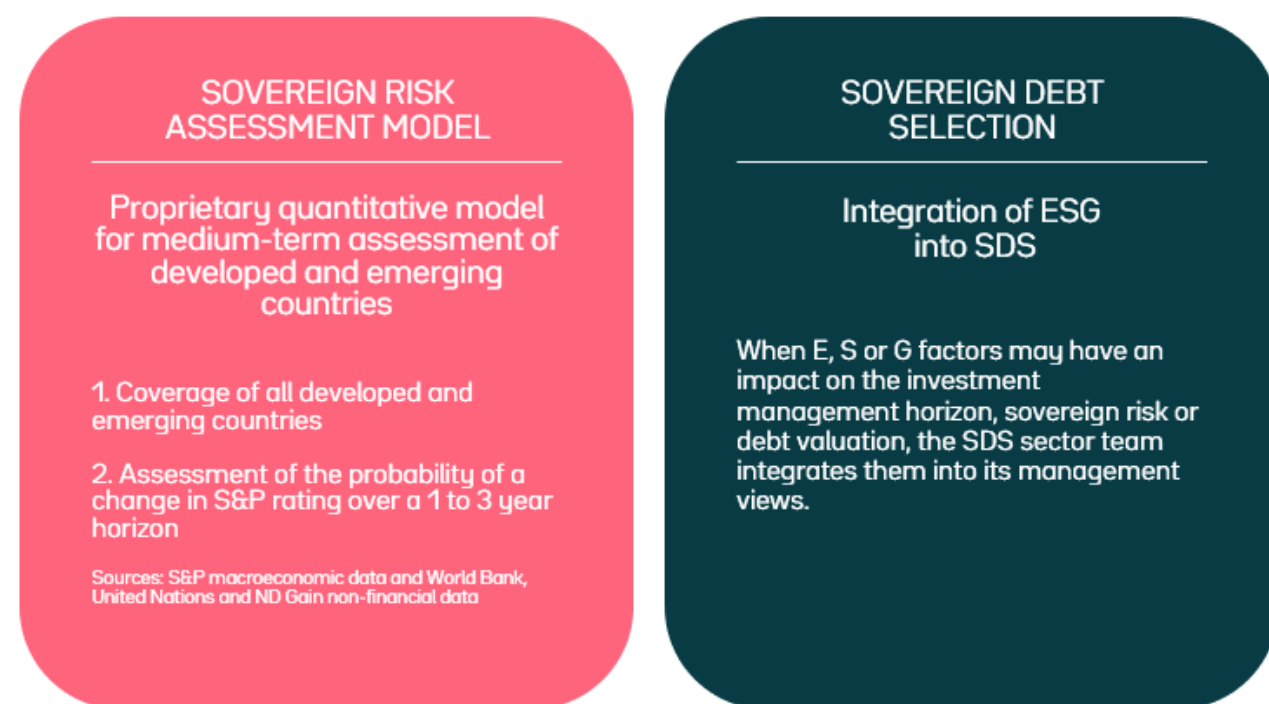 SOVEREIGN RISK
ASSESSMENT MODEL
Proprietary quantitative model
for medium-term assessment of
developed and emerging
countries
1. Coverage of all developed and
emerging countries
2. Assessment of the probability of a
change in S&P rating over a 1 to 3 year
horizon
Sources: S&P macroeconomic data and World Bank,
United Nations and ND Gain non-financial data
SOVEREIGN DEBT
SELECTION
Integration of ESG
into SDS
When E, S or G factors may have an
impact on the investment
management horizon, sovereign risk or
debt valuation, the SDS sector team
integrates them into its management
views.